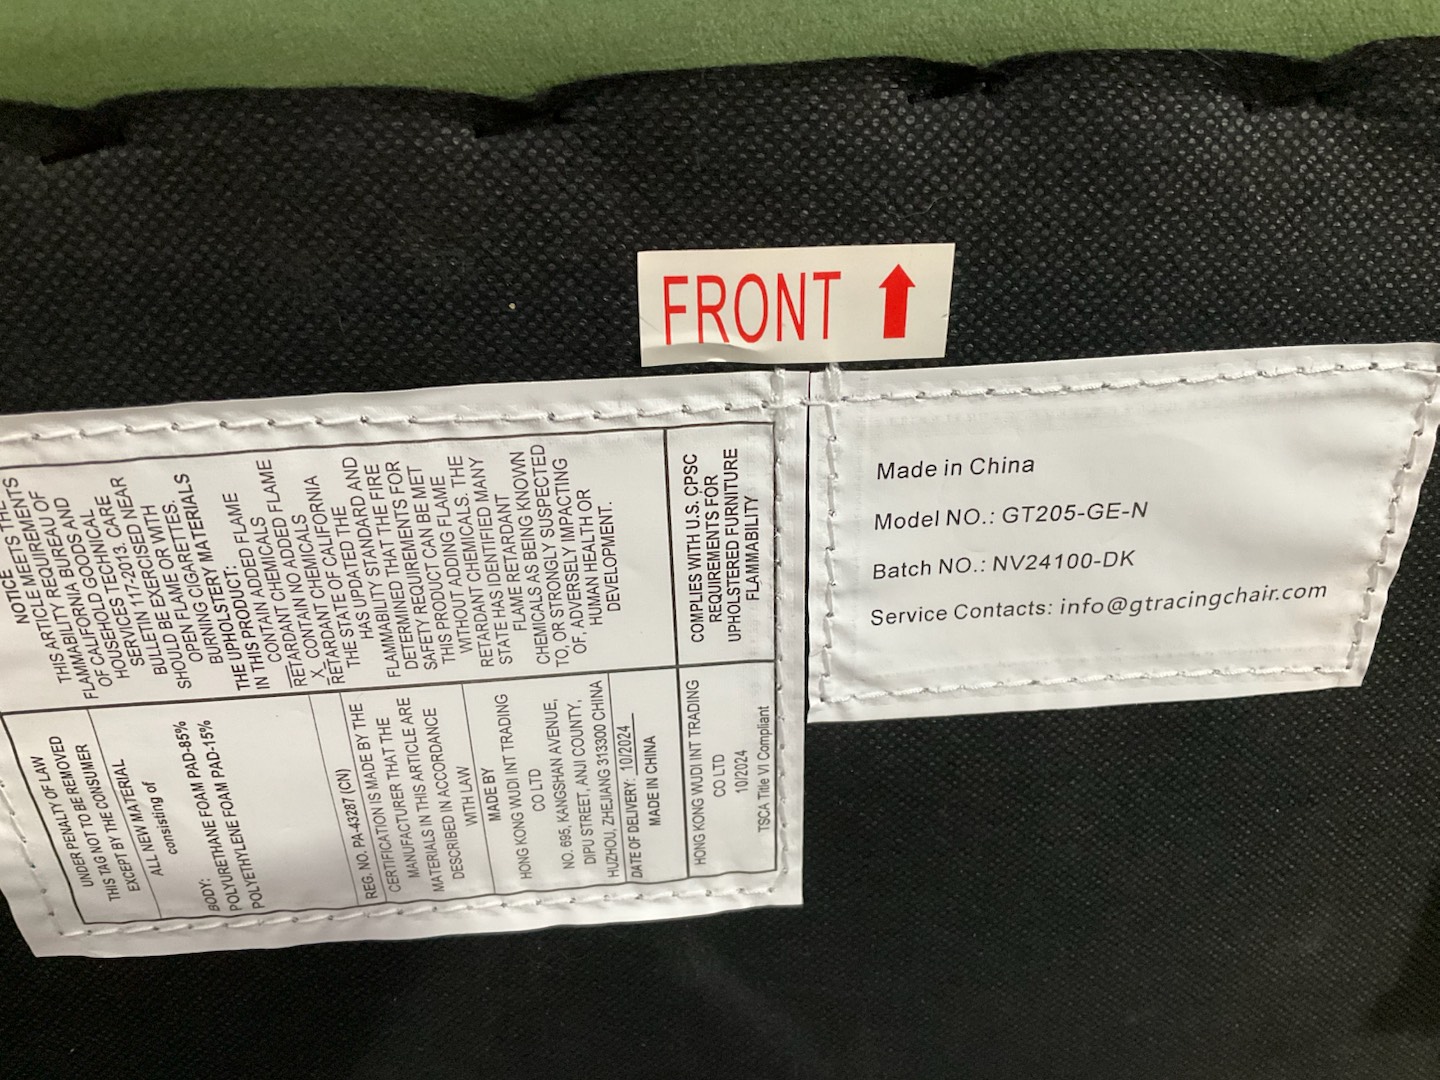 FRONT
NOTICE MEETS THE
THIS ARTICLE REQUIREMENTS
FLAMMABILITY BUREAU OF
OF CALIFORNIA GOODS AND
HOUSEHOLD TECHNICAL
SERVICES. CARE
BULLETIN 117-2013. NEAR
SHOULD BE EXERCISED
OPEN FLAME OR WITH
BURNING CIGARETTES.
THE UPHOLSTERY MATERIALS
IN THIS PRODUCT:
CONTAIN ADDED FLAME
RETARDANT CHEMICALS
X CONTAIN NO ADDED FLAME
RETARDANT CHEMICALS
THE STATE OF CALIFORNIA
HAS UPDATED THE
FLAMMABILITY STANDARD AND
DETERMINED THAT THE FIRE
SAFETY REQUIREMENTS FOR
THIS PRODUCT CAN BE MET
WITHOUT ADDING FLAME
RETARDANT CHEMICALS. THE
STATE HAS IDENTIFIED MANY
FLAME RETARDANT
CHEMICALS AS BEING KNOWN
TO, OR STRONGLY SUSPECTED
OF, ADVERSELY IMPACTING
HUMAN HEALTH OR
DEVELOPMENT.
COMPLIES WITH U.S. CPSC
REQUIREMENTS FOR
UPHOLSTERED FURNITURE
FLAMMABILITY
UNDER PENALTY OF LAW
THIS TAG NOT TO BE REMOVED
EXCEPT BY THE CONSUMER
ALL NEW MATERIAL
consisting of
BODY:
POLYURETHANE FOAM PAD-85%
POLYETHYLENE FOAM PAD-15%
REG. NO. PA-43287 (CN)
CERTIFICATION IS MADE BY THE
MANUFACTURER THAT THE
MATERIALS IN THIS ARTICLE ARE
DESCRIBED IN ACCORDANCE
WITH LAW
MADE BY
HONG KONG WUDI INT TRADING
CO LTD
NO. 695, KANGSHAN AVENUE,
DIPU STREET, ANJI COUNTY,
HUZHOU, ZHEJIANG 313300 CHINA
DATE OF DELIVERY: 10/2024
MADE IN CHINA
HONG KONG WUDI INT TRADING
CO LTD
10/2024
TSCA Title VI Compliant
Made in China
Model NO.: GT205-GE-N
Batch NO.: NV24100-DK
Service Contacts: info@gtracingchair.com